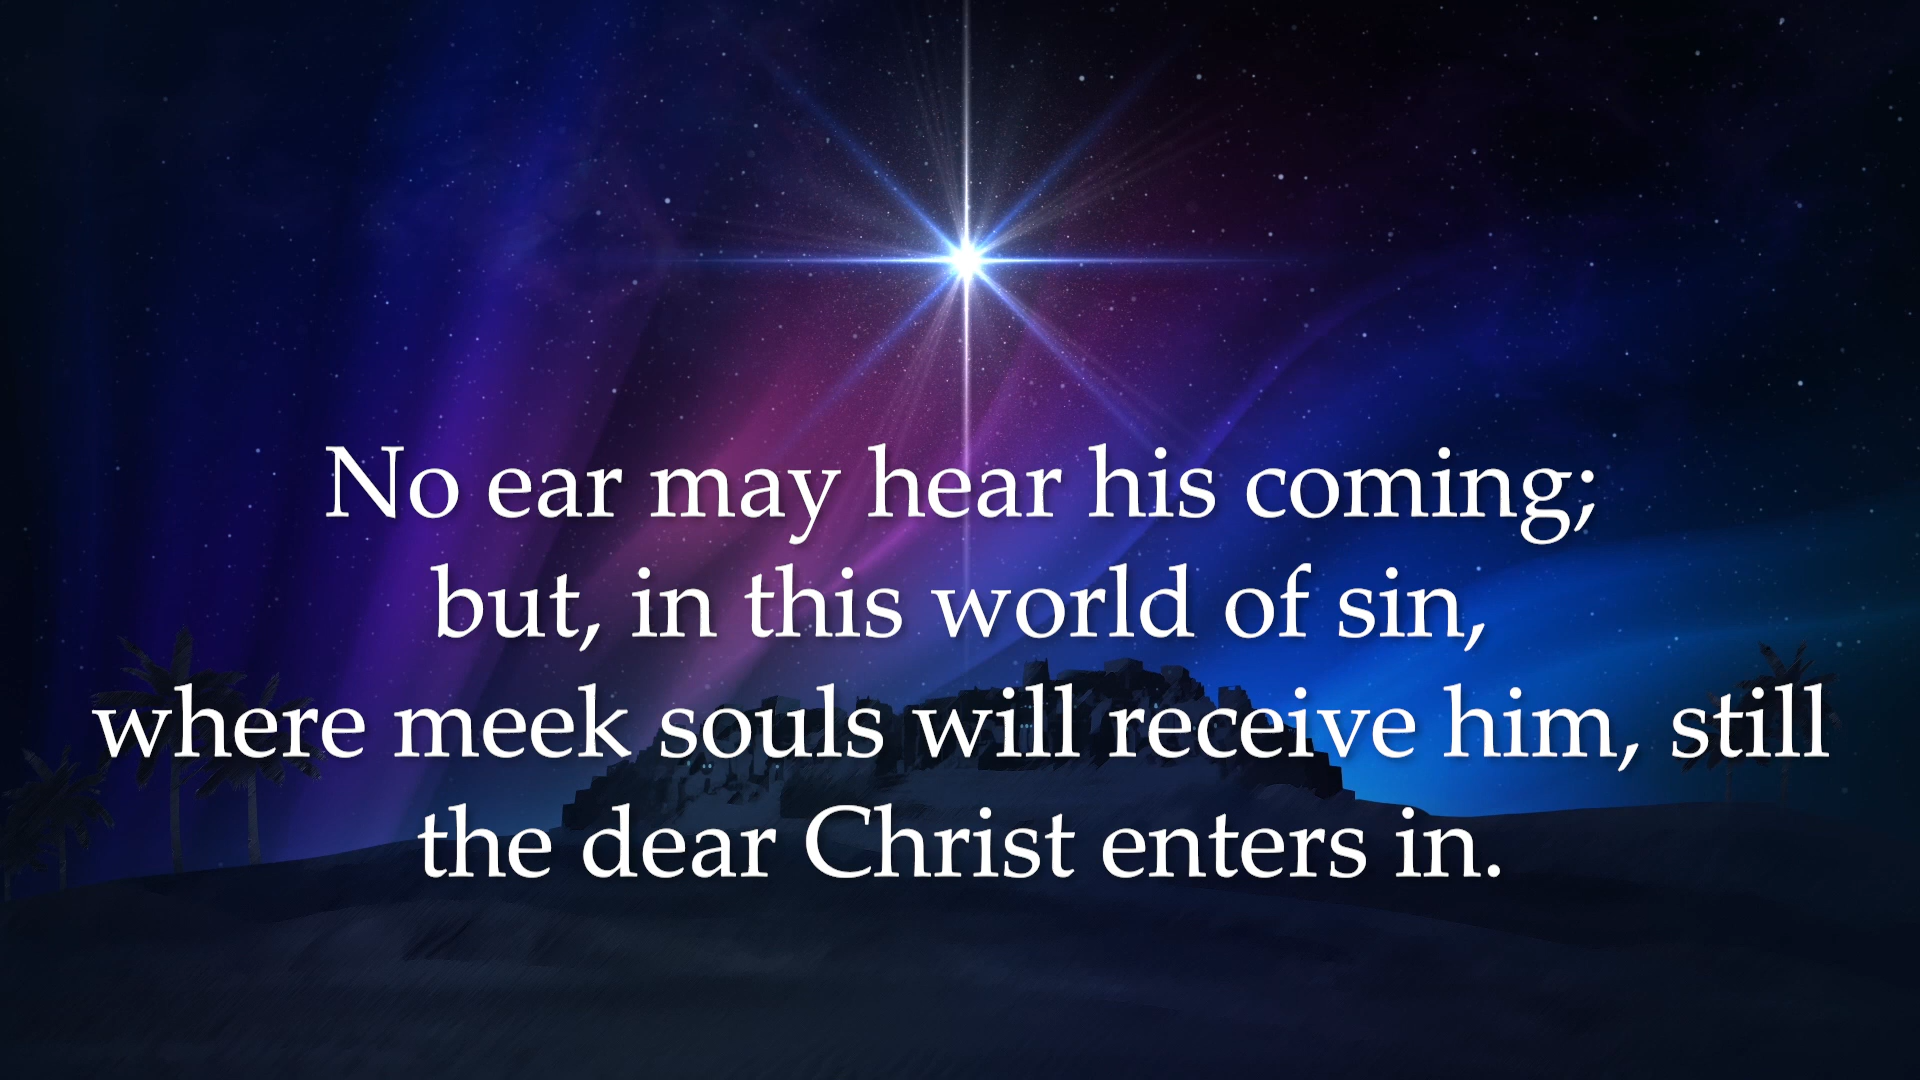 No ear may hear his coming;
but, in this world of sin,
where meek souls will receive him, still
the dear Christ enters in.